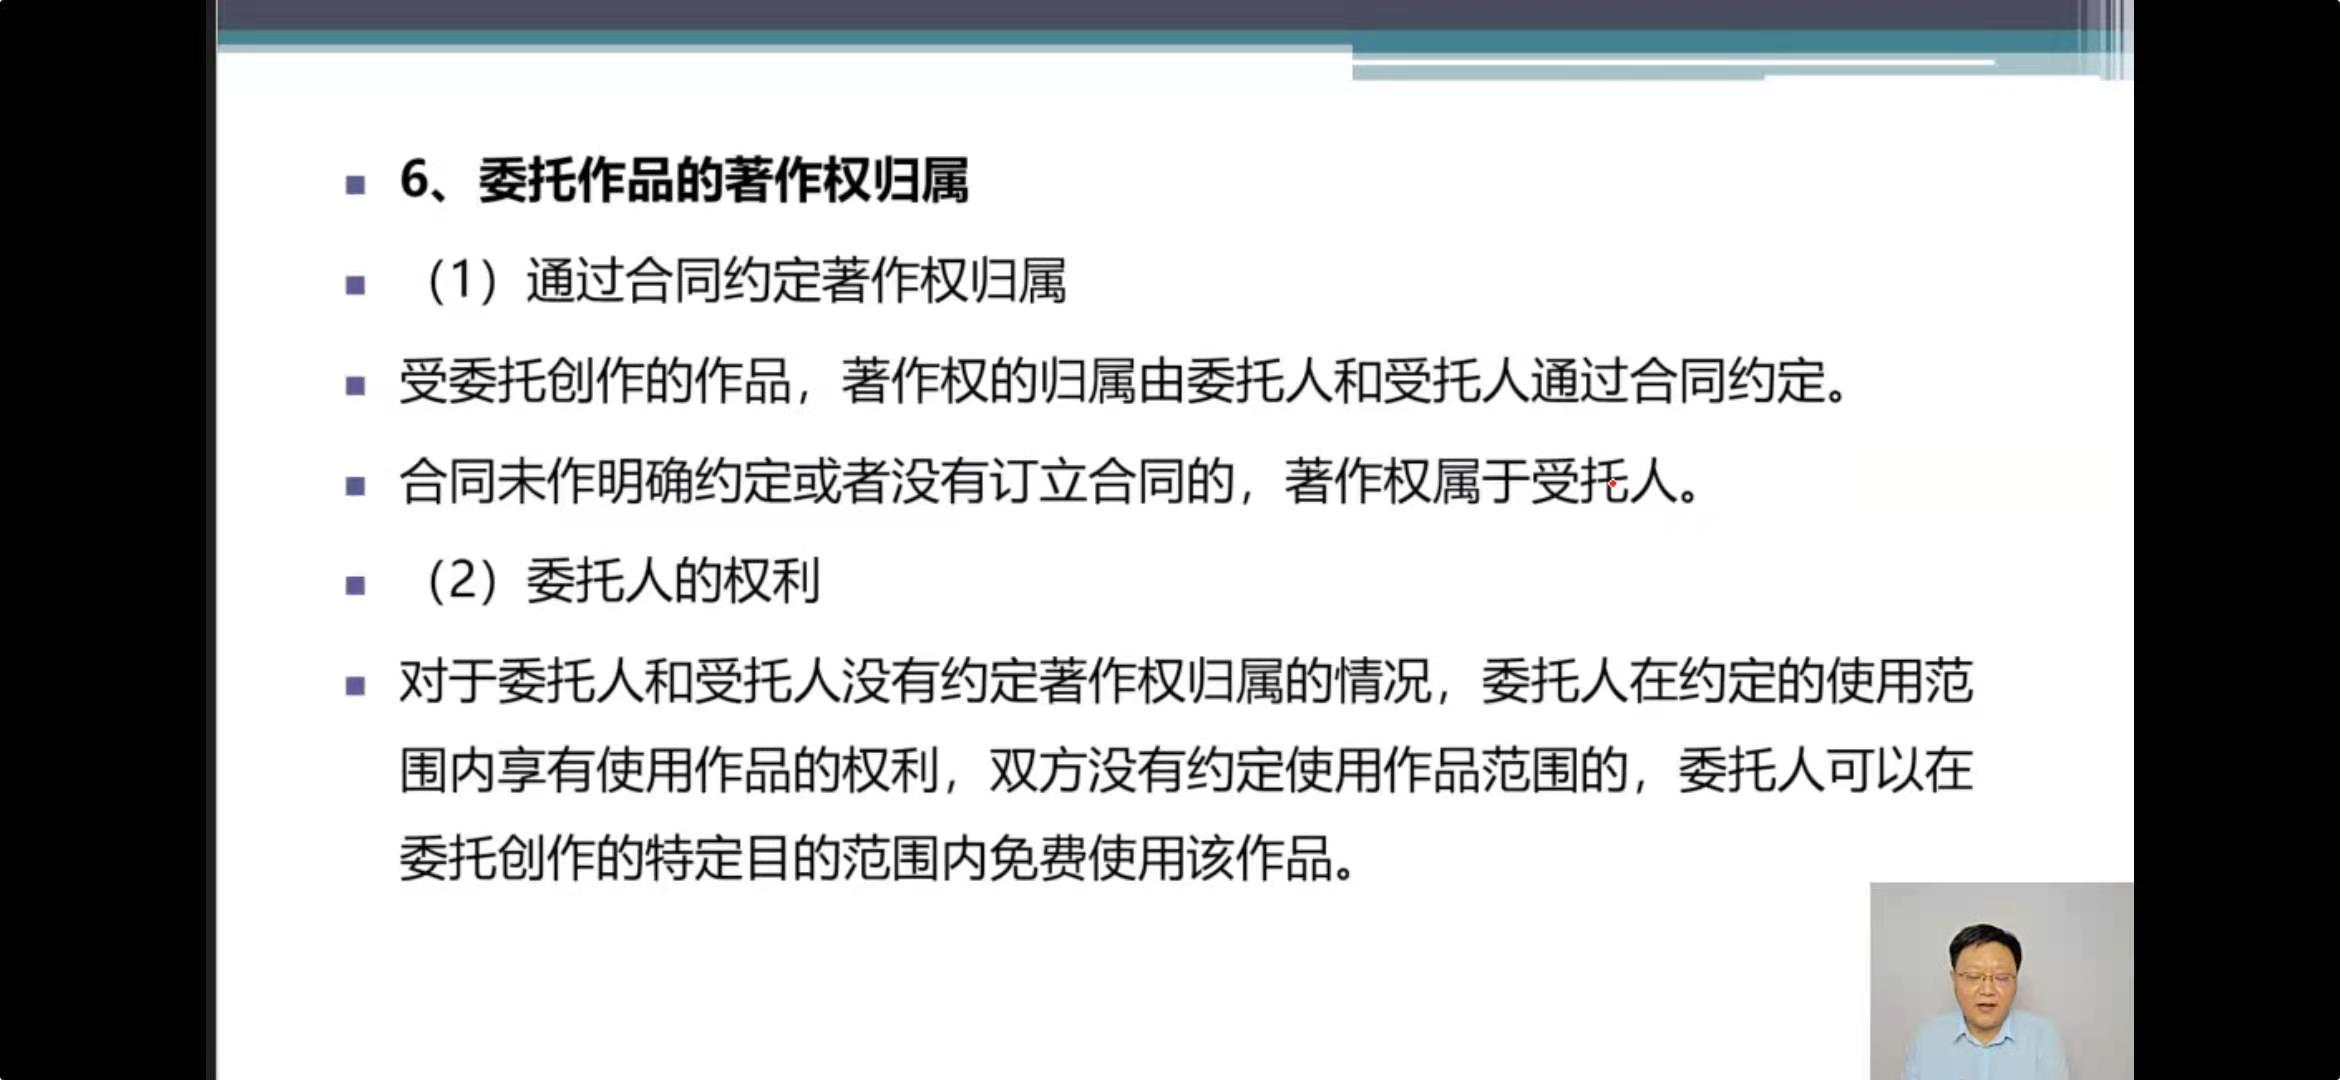 6、委托作品的著作权归属
（1）通过合同约定著作权归属
受委托创作的作品，著作权的归属由委托人和受托人通过合同约定。
合同未作明确约定或者没有订立合同的，著作权属于受托人。
（2）委托人的权利
对于委托人和受托人没有约定著作权归属的情况，委托人在约定的使用范
围内享有使用作品的权利，双方没有约定使用作品范围的，委托人可以在
委托创作的特定目的范围内免费使用该作品。